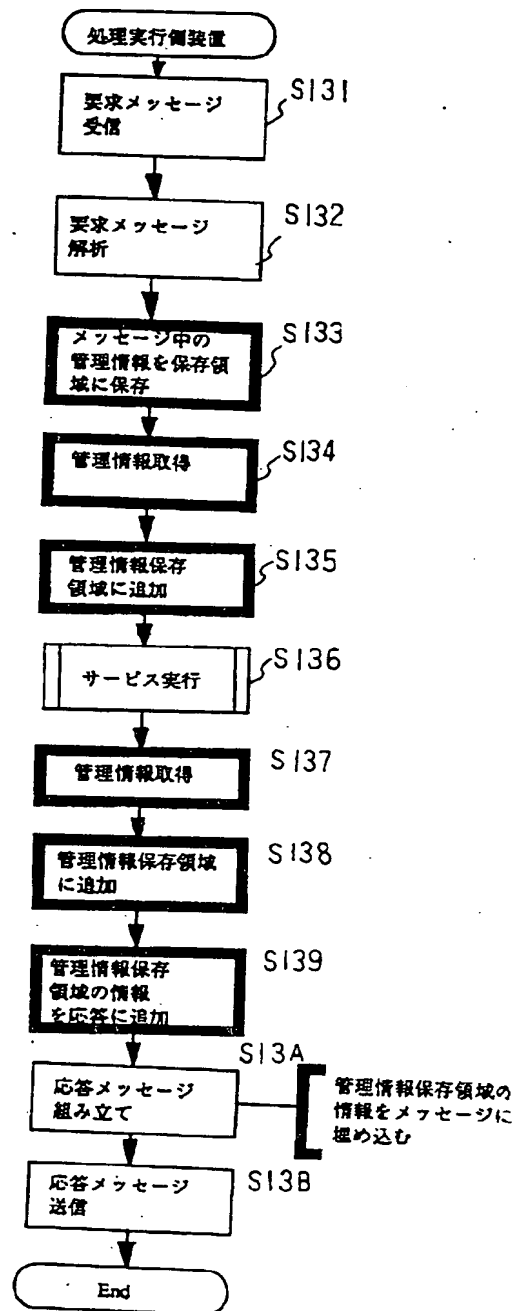 処理実行側装置
要求メッセージ
受信
S131
要求メッセージ
解析
S132
メッセージ中の
管理情報を保存領
域に保存
S133
管理情報取得
S134
管理情報保存
領域に追加
S135
サービス実行
S136
管理情報取得
S137
管理情報保存領域
に追加
S138
管理情報保存
領域の情報
を応答に追加
S139
応答メッセージ
組み立て
S13A
管理情報保存領域の
情報をメッセージに
埋め込む
応答メッセージ
送信
S13B
End